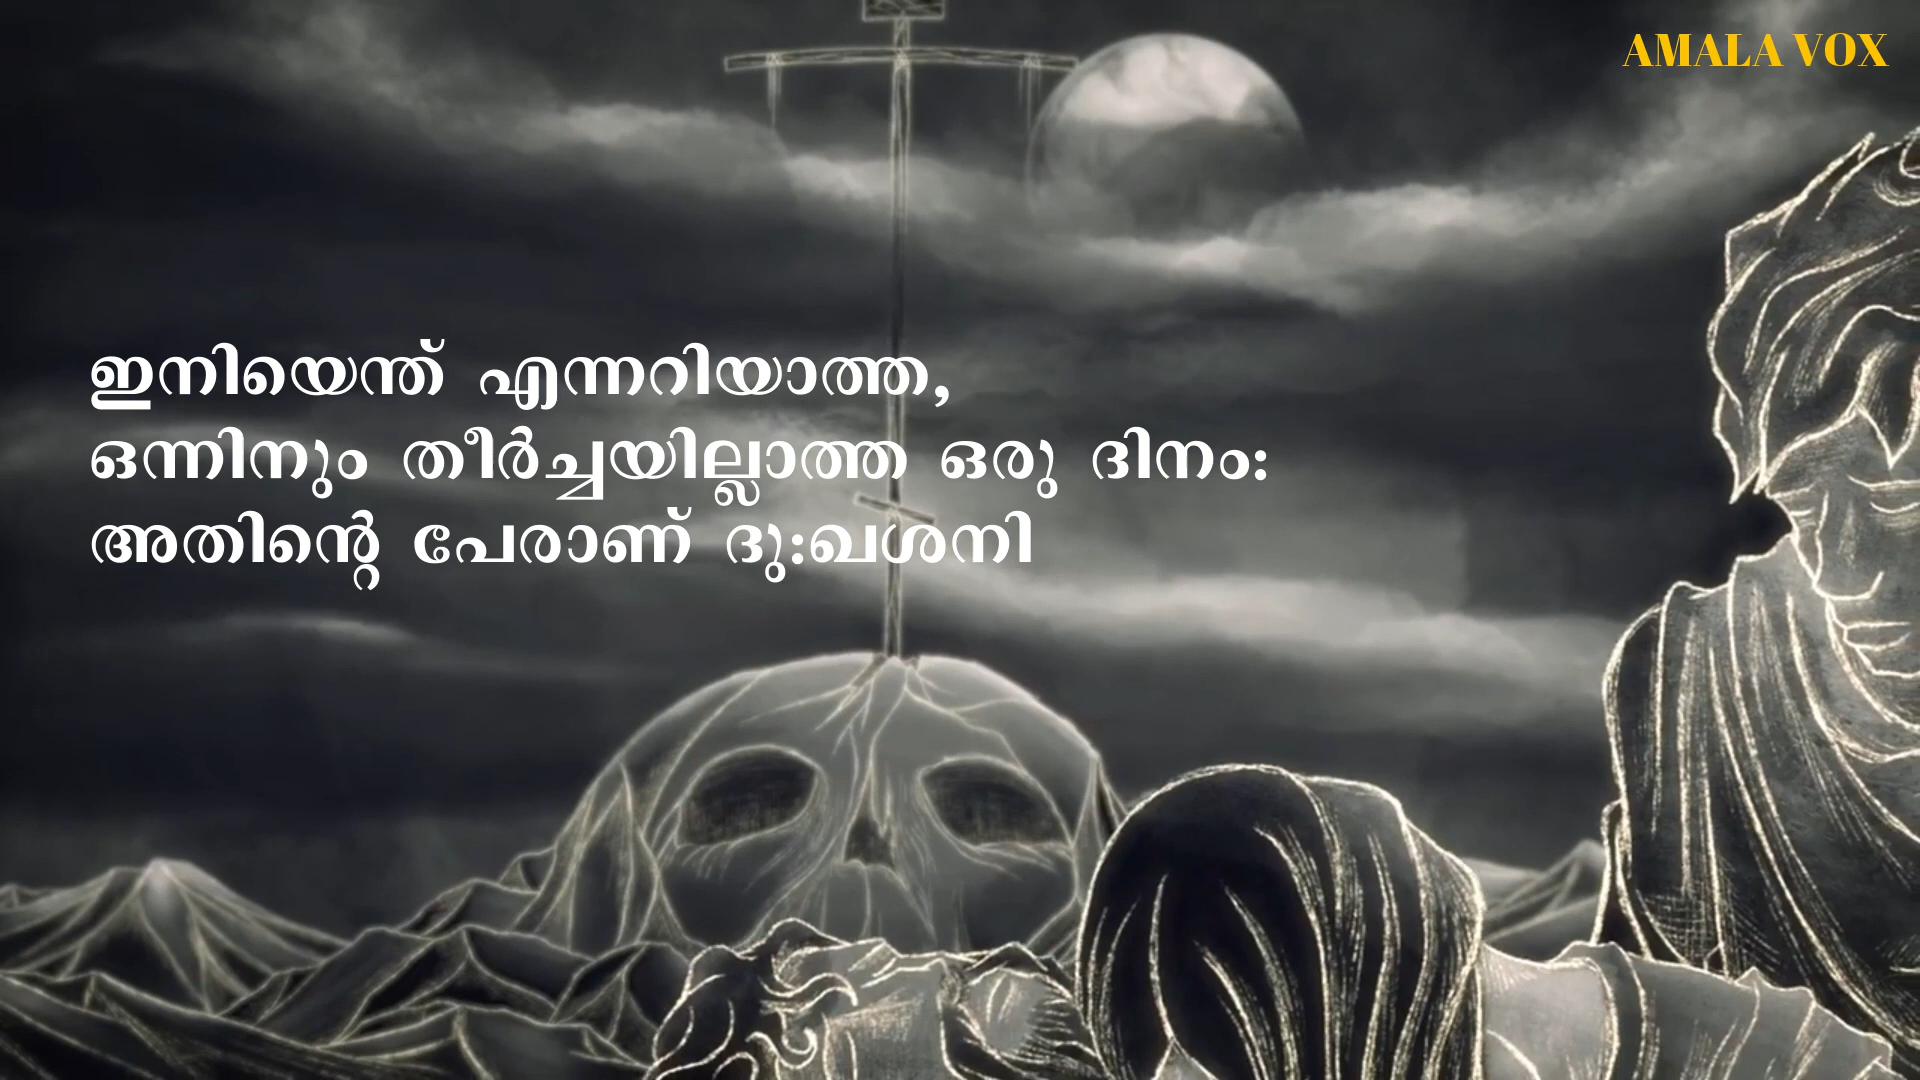 AMALA VOX
ഇനിയെന്ത് എന്നറിയാത്ത,
ഒന്നിനും തീർച്ചയില്ലാത്ത ഒരു ദിനം:
അതിന്റെ പേരാണ് ദു:ഖശനി